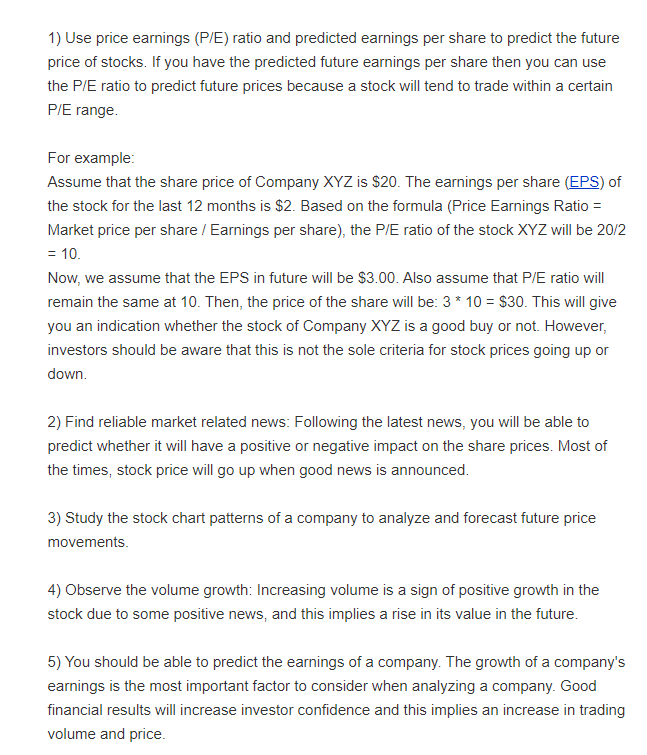 1) Use price earnings (P/E) ratio and predicted earnings per share to predict the future
price of stocks. If you have the predicted future earnings per share then you can use
the P/E ratio to predict future prices because a stock will tend to trade within a certain
P/E range.
For example:
Assume that the share price of Company XYZ is $20. The earnings per share (EPS) of
the stock for the last 12 months is $2. Based on the formula (Price Earnings Ratio =
Market price per share / Earnings per share), the P/E ratio of the stock XYZ will be 20/2
= 10.
Now, we assume that the EPS in future will be $3.00. Also assume that P/E ratio will
remain the same at 10. Then, the price of the share will be: 3 * 10 = $30. This will give
you an indication whether the stock of Company XYZ is a good buy or not. However,
investors should be aware that this is not the sole criteria for stock prices going up or
down.
2) Find reliable market related news: Following the latest news, you will be able to
predict whether it will have a positive or negative impact on the share prices. Most of
the times, stock price will go up when good news is announced.
3) Study the stock chart patterns of a company to analyze and forecast future price
movements.
4) Observe the volume growth: Increasing volume is a sign of positive growth in the
stock due to some positive news, and this implies a rise in its value in the future.
5) You should be able to predict the earnings of a company. The growth of a company's
earnings is the most important factor to consider when analyzing a company. Good
financial results will increase investor confidence and this implies an increase in trading
volume and price.